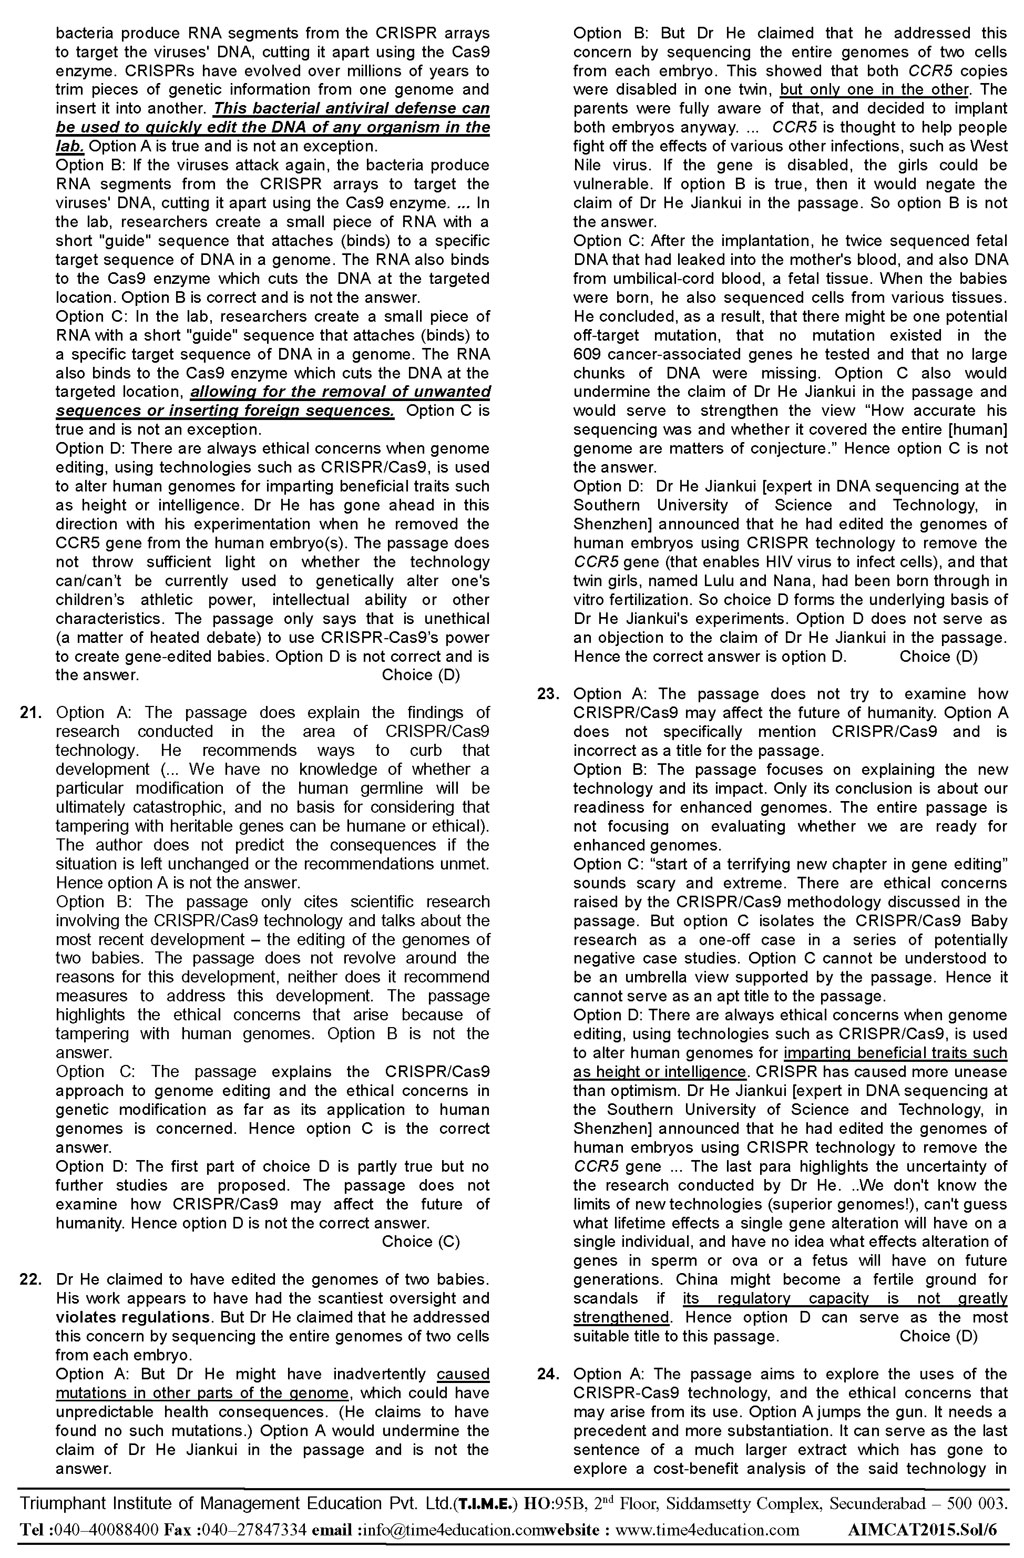 bacteria produce RNA segments from the CRISPR arrays
to target the viruses' DNA, cutting it apart using the Cas9
enzyme. CRISPRs have evolved over millions of years to
trim pieces of genetic information from one genome and
insert it into another. This bacterial antiviral defense can
be used to quickly edit the DNA of any organism in the
lab. Option A is true and is not an exception.
Option B: If the viruses attack again, the bacteria produce
RNA segments from the CRISPR arrays to target the
viruses' DNA, cutting it apart using the Cas9 enzyme. ... In
the lab, researchers create a small piece of RNA with a
short "guide" sequence that attaches (binds) to a specific
target sequence of DNA in a genome. The RNA also binds
to the Cas9 enzyme which cuts the DNA at the targeted
location. Option B is correct and is not the answer.
Option C: In the lab, researchers create a small piece of
RNA with a short "guide" sequence that attaches (binds) to
a specific target sequence of DNA in a genome. The RNA
also binds to the Cas9 enzyme which cuts the DNA at the
targeted location, allowing for the removal of unwanted
sequences or inserting foreign sequences. Option C is
true and is not an exception.
Option D: There are always ethical concerns when genome
editing, using technologies such as CRISPR/Cas9, is used
to alter human genomes for imparting beneficial traits such
as height or intelligence. Dr He has gone ahead in this
direction with his experimentation when he removed the
CCR5 gene from the human embryo(s). The passage does
not throw sufficient light on whether the technology
can/can't be currently used to genetically alter one's
children's athletic power, intellectual ability or other
characteristics. The passage only says that is unethical
(a matter of heated debate) to use CRISPR-Cas9's power
to create gene-edited babies. Option D is not correct and is
the answer. Choice (D)
21. Option A: The passage does explain the findings of
research conducted in the area of CRISPR/Cas9
technology. He recommends ways to curb that
development (... We have no knowledge of whether a
particular modification of the human germline will be
ultimately catastrophic, and no basis for considering that
tampering with heritable genes can be humane or ethical).
The author does not predict the consequences if the
situation is left unchanged or the recommendations unmet.
Hence option A is not the answer.
Option B: The passage only cites scientific research
involving the CRISPR/Cas9 technology and talks about the
most recent development – the editing of the genomes of
two babies. The passage does not revolve around the
reasons for this development, neither does it recommend
measures to address this development. The passage
highlights the ethical concerns that arise because of
tampering with human genomes. Option B is not the
answer.
Option C: The passage explains the CRISPR/Cas9
approach to genome editing and the ethical concerns in
genetic modification as far as its application to human
genomes is concerned. Hence option C is the correct
answer.
Option D: The first part of choice D is partly true but no
further studies are proposed. The passage does not
examine how CRISPR/Cas9 may affect the future of
humanity. Hence option D is not the correct answer.
Choice (C)
22. Dr He claimed to have edited the genomes of two babies.
His work appears to have had the scantiest oversight and
violates regulations. But Dr He claimed that he addressed
this concern by sequencing the entire genomes of two cells
from each embryo.
Option A: But Dr He might have inadvertently caused
mutations in other parts of the genome, which could have
unpredictable health consequences. (He claims to have
found no such mutations.) Option A would undermine the
claim of Dr He Jiankui in the passage and is not the
answer.
Option B: But Dr He claimed that he addressed this
concern by sequencing the entire genomes of two cells
from each embryo. This showed that both CCR5 copies
were disabled in one twin, but only one in the other. The
parents were fully aware of that, and decided to implant
both embryos anyway. ... CCR5 is thought to help people
fight off the effects of various other infections, such as West
Nile virus. If the gene is disabled, the girls could be
vulnerable. If option B is true, then it would negate the
claim of Dr He Jiankui in the passage. So option B is not
the answer.
Option C: After the implantation, he twice sequenced fetal
DNA that had leaked into the mother's blood, and also DNA
from umbilical-cord blood, a fetal tissue. When the babies
were born, he also sequenced cells from various tissues.
He concluded, as a result, that there might be one potential
off-target mutation, that no mutation existed in the
609 cancer-associated genes he tested and that no large
chunks of DNA were missing. Option C also would
undermine the claim of Dr He Jiankui in the passage and
would serve to strengthen the view “How accurate his
sequencing was and whether it covered the entire [human]
genome are matters of conjecture.” Hence option C is not
the answer.
Option D: Dr He Jiankui [expert in DNA sequencing at the
Southern University of Science and Technology, in
Shenzhen] announced that he had edited the genomes of
human embryos using CRISPR technology to remove the
CCR5 gene (that enables HIV virus to infect cells), and that
twin girls, named Lulu and Nana, had been born through in
vitro fertilization. So choice D forms the underlying basis of
Dr He Jiankui's experiments. Option D does not serve as
an objection to the claim of Dr He Jiankui in the passage.
Hence the correct answer is option D. Choice (D)
23. Option A: The passage does not try to examine how
CRISPR/Cas9 may affect the future of humanity. Option A
does not specifically mention CRISPR/Cas9 and is
incorrect as a title for the passage.
Option B: The passage focuses on explaining the new
technology and its impact. Only its conclusion is about our
readiness for enhanced genomes. The entire passage is
not focusing on evaluating whether we are ready for
enhanced genomes.
Option C: “start of a terrifying new chapter in gene editing”
sounds scary and extreme. There are ethical concerns
raised by the CRISPR/Cas9 methodology discussed in the
passage. But option C isolates the CRISPR/Cas9 Baby
research as a one-off case in a series of potentially
negative case studies. Option C cannot be understood to
be an umbrella view supported by the passage. Hence it
cannot serve as an apt title to the passage.
Option D: There are always ethical concerns when genome
editing, using technologies such as CRISPR/Cas9, is used
to alter human genomes for imparting beneficial traits such
as height or intelligence. CRISPR has caused more unease
than optimism. Dr He Jiankui [expert in DNA sequencing at
the Southern University of Science and Technology, in
Shenzhen] announced that he had edited the genomes of
human embryos using CRISPR technology to remove the
CCR5 gene ... The last para highlights the uncertainty of
the research conducted by Dr He. ..We don't know the
limits of new technologies (superior genomes!), can't guess
what lifetime effects a single gene alteration will have on a
single individual, and have no idea what effects alteration of
genes in sperm or ova or a fetus will have on future
generations. China might become a fertile ground for
scandals if its regulatory capacity is not greatly
strengthened. Hence option D can serve as the most
suitable title to this passage. Choice (D)
24. Option A: The passage aims to explore the uses of the
CRISPR-Cas9 technology, and the ethical concerns that
may arise from its use. Option A jumps the gun. It needs a
precedent and more substantiation. It can serve as the last
sentence of a much larger extract which has gone to
explore a cost-benefit analysis of the said technology in
Triumphant Institute of Management Education Pvt. Ltd.(T.I.M.E.) HO:95B, 2nd Floor, Siddamsetty Complex, Secunderabad – 500 003.
Tel :040–40088400 Fax :040–27847334 email :info@time4education.comwebsite : www.time4education.com AIMCAT2015.Sol/6